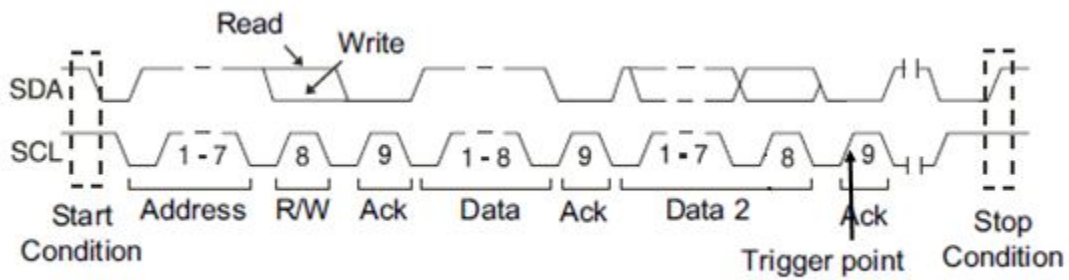 Read
Write
SDA
SCL
1 - 7
8
9
1 - 8
9
1 - 7
8
9
Start
Condition
Address
R/W
Ack
Data
Ack
Data 2
Ack
Trigger point
Stop
Condition